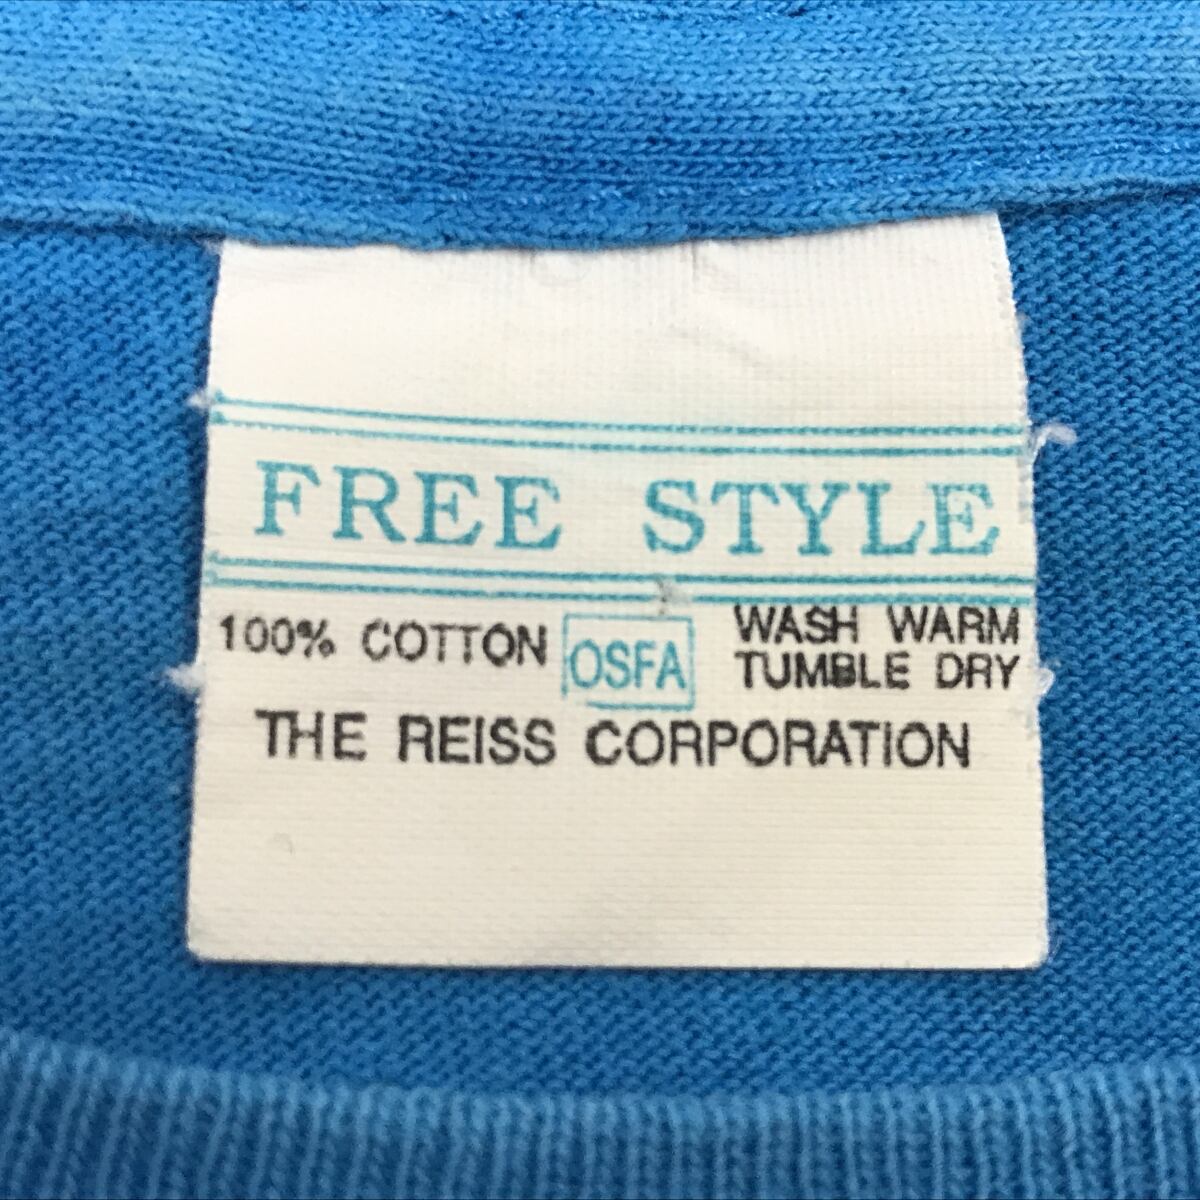 FREE STYLE
100% COTTON
OSFA
WASH WARM
TUMBLE DRY
THE REISS CORPORATION